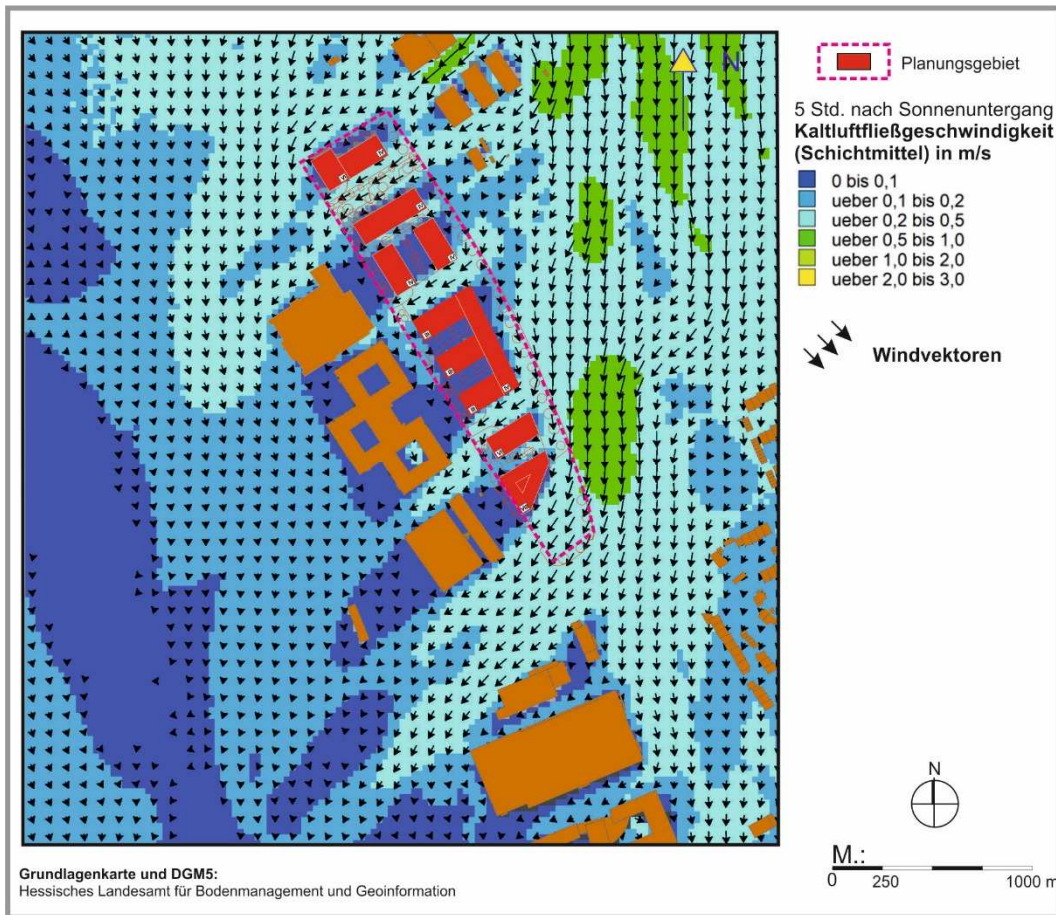 N
Planungsgebiet
5 Std. nach Sonnenuntergang
Kaltluftfließgeschwindigkeit
(Schichtmittel) in m/s
0 bis 0,1
ueber 0,1 bis 0,2
ueber 0,2 bis 0,5
ueber 0,5 bis 1,0
ueber 1,0 bis 2,0
ueber 2,0 bis 3,0
Windvektoren
N
M.:
0 250 1000 m
Grundlagenkarte und DGM5:
Hessisches Landesamt für Bodenmanagement und Geoinformation